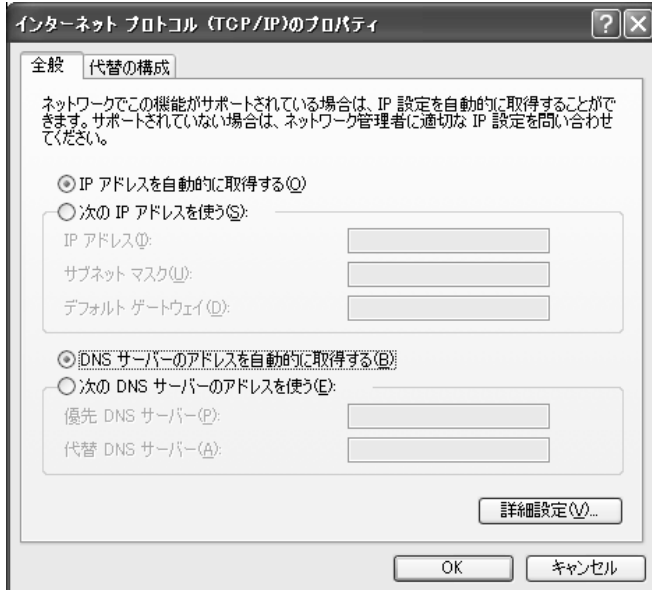 インターネット プロトコル (TCP/IP)のプロパティ
全般
代替の構成
ネットワークでこの機能がサポートされている場合は、IP 設定を自動的に取得することがで
きます。サポートされていない場合は、ネットワーク管理者に適切な IP 設定を問い合わせ
てください。
IP アドレスを自動的に取得する(O)
次の IP アドレスを使う(S):
IP アドレス(I):
サブネット マスク(U):
デフォルト ゲートウェイ(D):
DNS サーバーのアドレスを自動的に取得する(B)
次の DNS サーバーのアドレスを使う(E):
優先 DNS サーバー(P):
代替 DNS サーバー(A):
詳細設定(V)...
OK
キャンセル